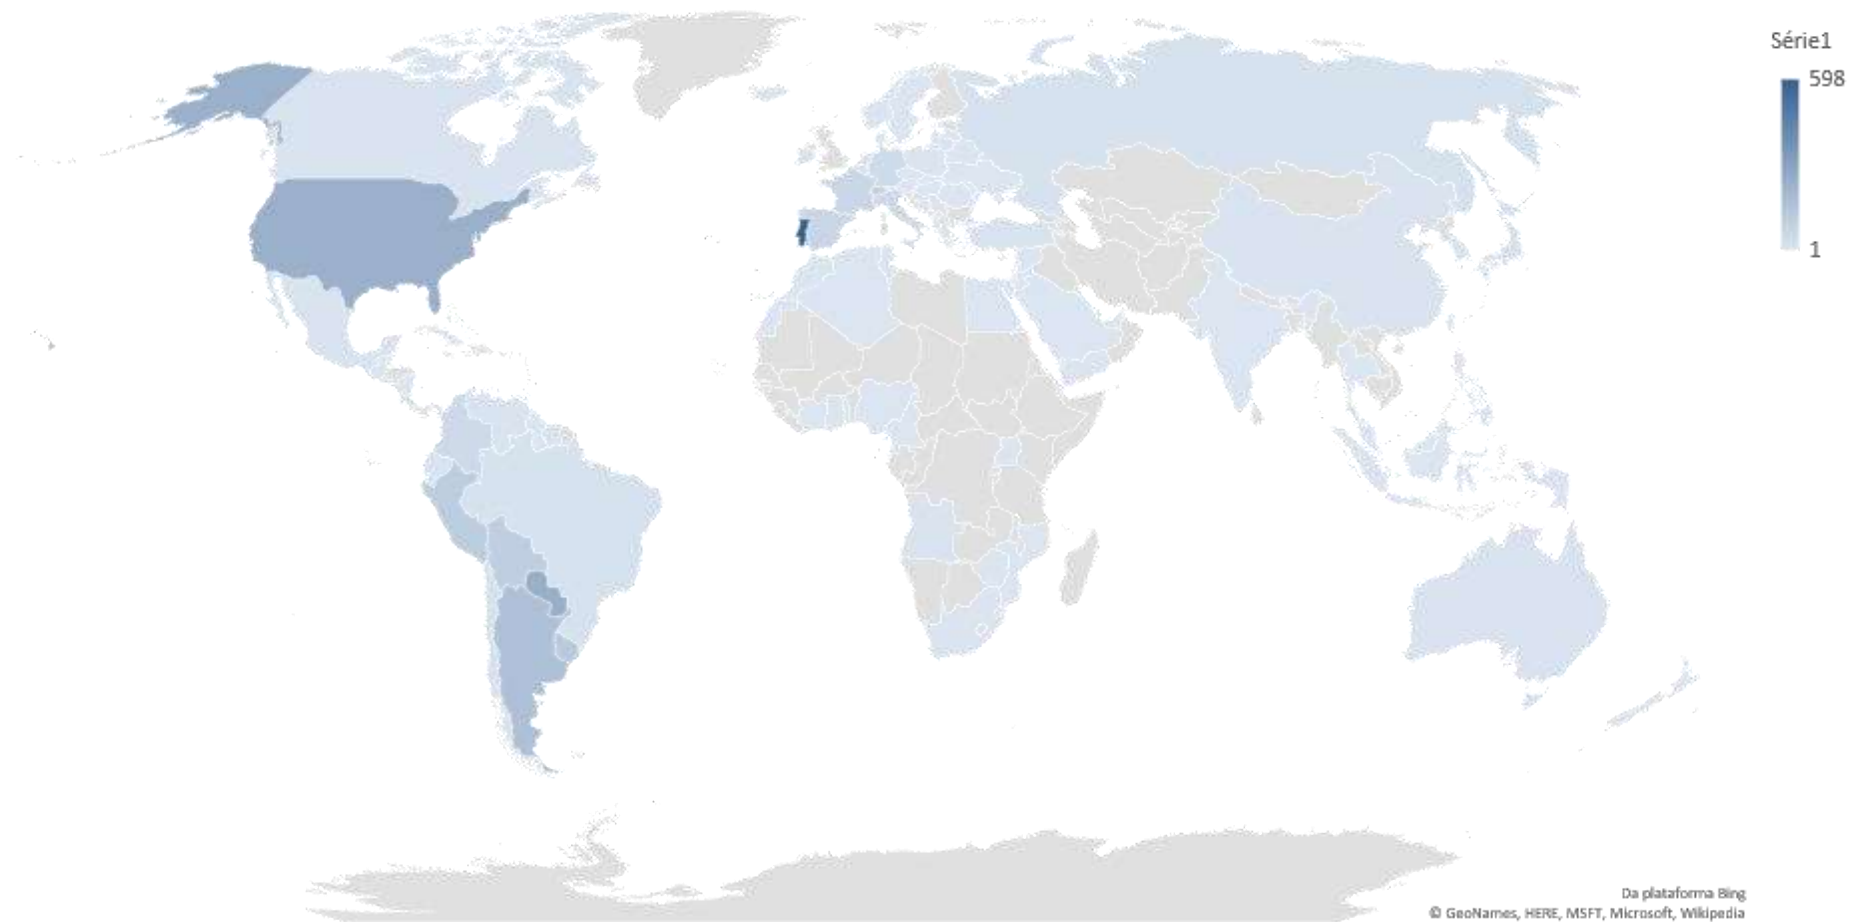 Série1
598
1
Da plataforma Bing
© GeoNames, HERE, MSFT, Microsoft, Wikipedia